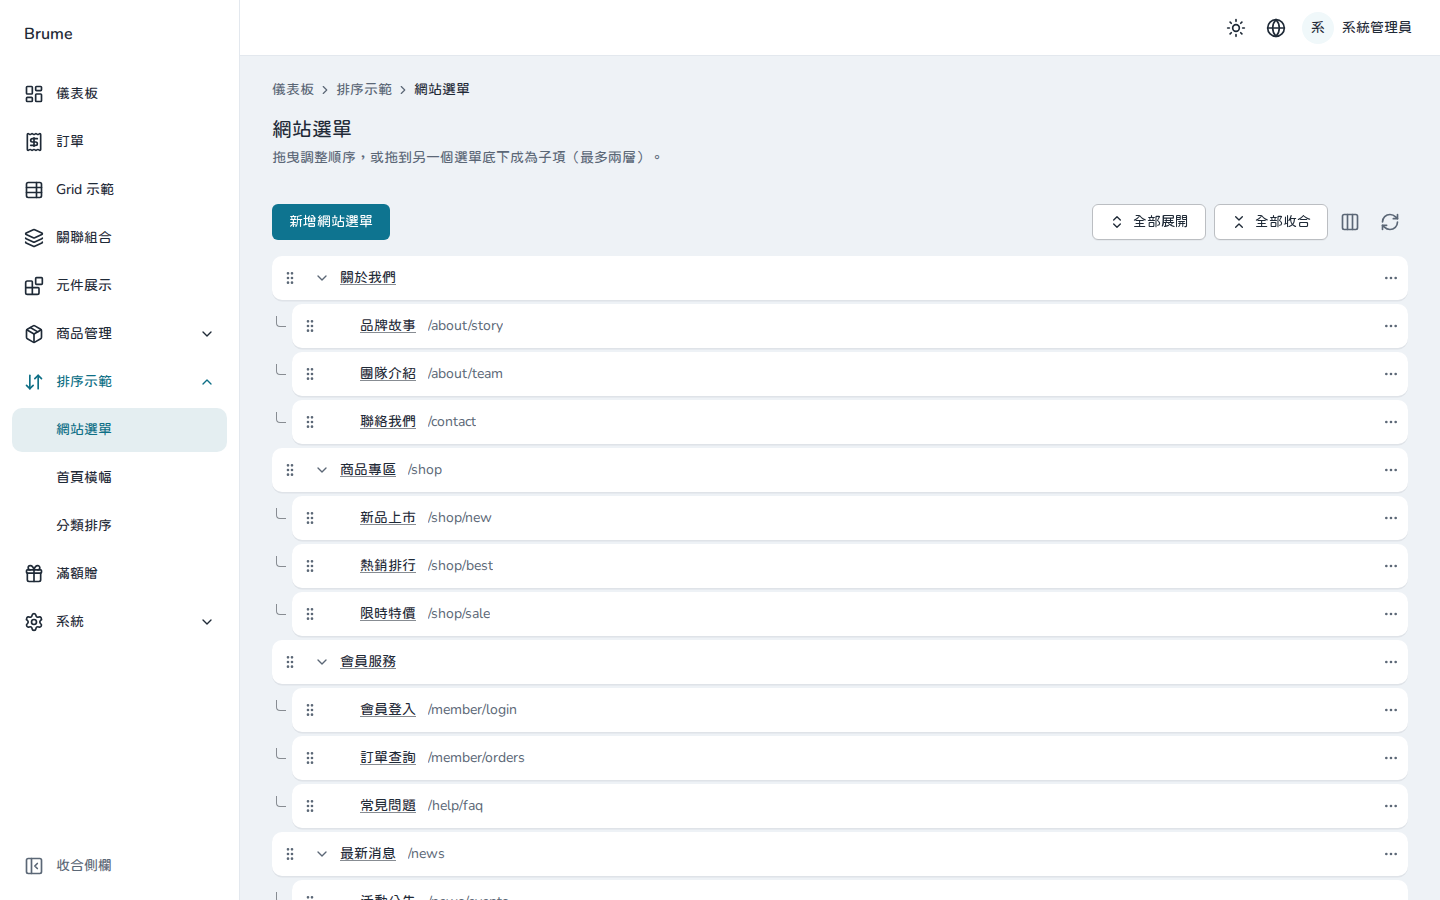 Brume
系 系統管理員
儀表板
訂單
Grid 示範
關聯組合
元件展示
商品管理
排序示範
網站選單
首頁橫幅
分類排序
滿額贈
系統
收合側欄
儀表板 > 排序示範 > 網站選單
網站選單
拖曳調整順序，或拖到另一個選單底下成為子項（最多兩層）。
新增網站選單 全部展開 全部收合
關於我們
品牌故事 /about/story
團隊介紹 /about/team
聯絡我們 /contact
商品專區 /shop
新品上市 /shop/new
熱銷排行 /shop/best
限時特價 /shop/sale
會員服務
會員登入 /member/login
訂單查詢 /member/orders
常見問題 /help/faq
最新消息 /news
活動公告 /news/events